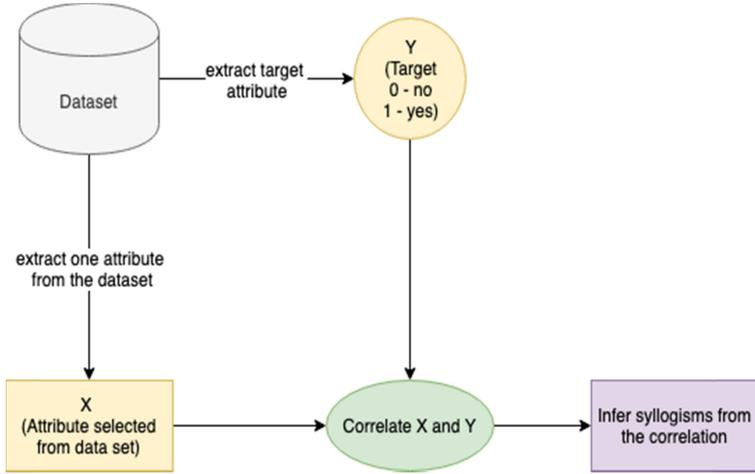 Dataset
extract target
attribute
Y
(Target
0 - no
1 - yes)
extract one attribute
from the dataset
X
(Attribute selected
from data set)
Correlate X and Y
Infer syllogisms from
the correlation